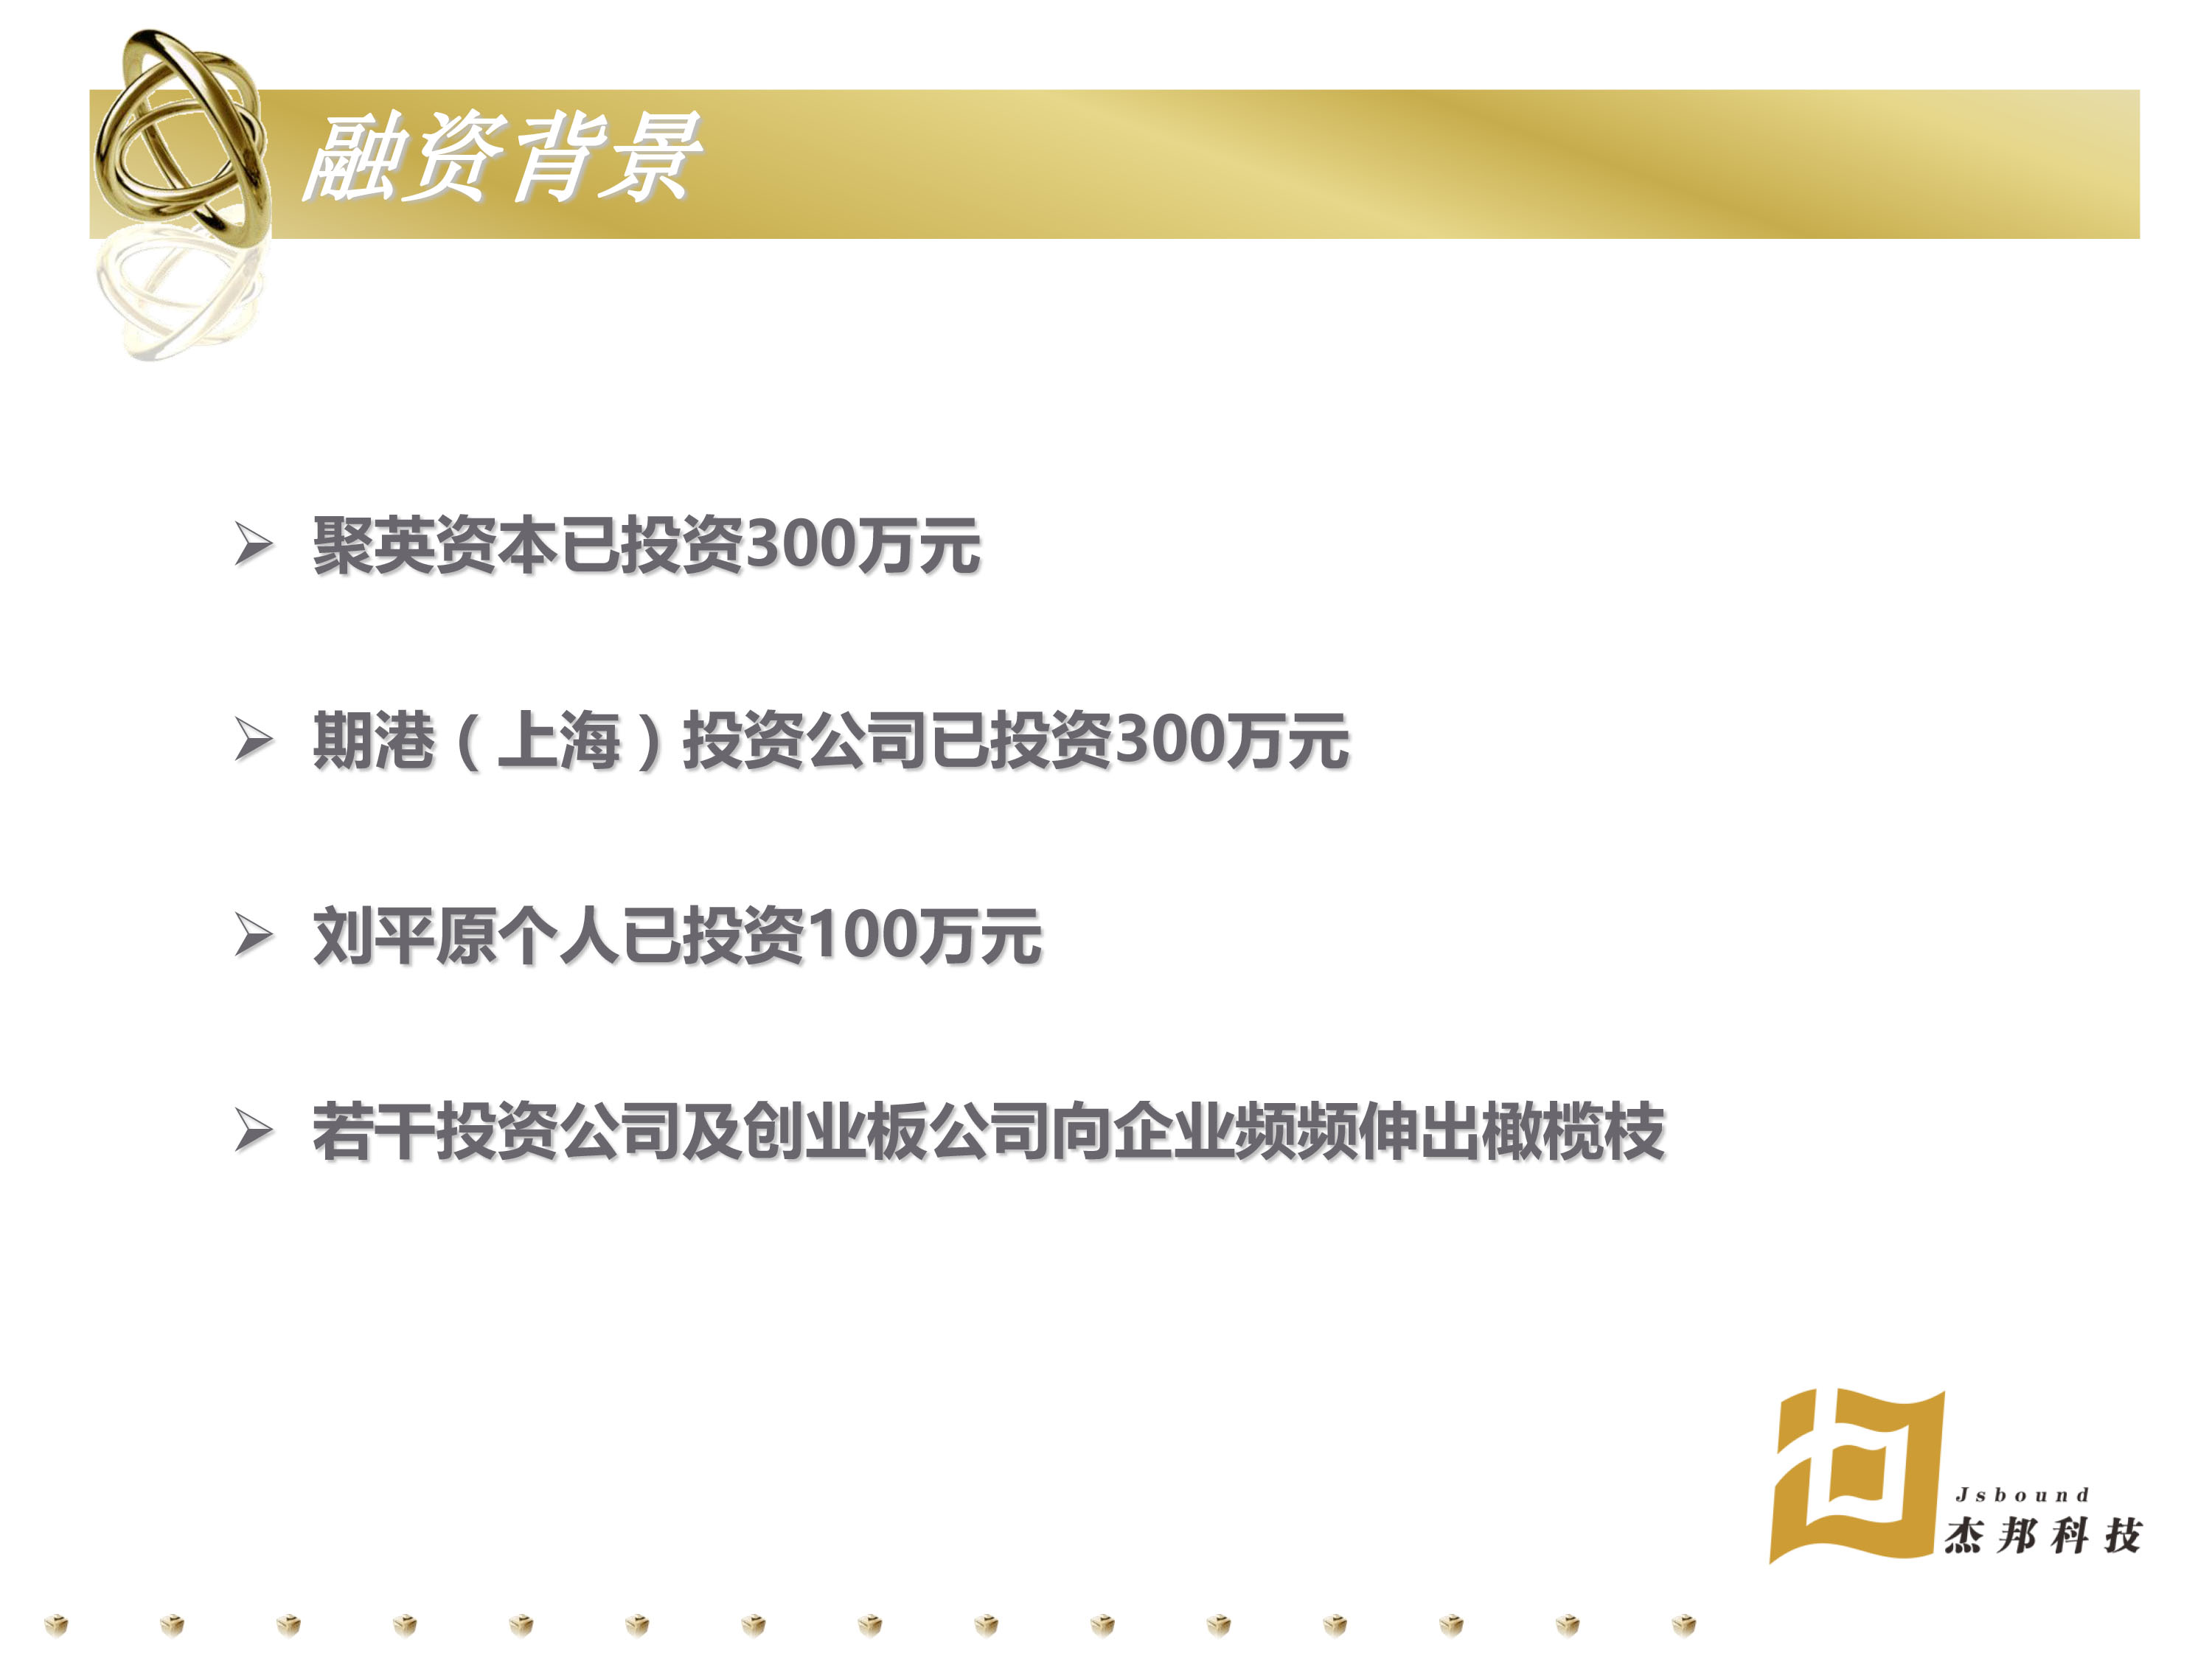 融资背景
聚英资本已投资300万元
期港（上海）投资公司已投资300万元
刘平原个人已投资100万元
若干投资公司及创业板公司向企业频频伸出橄榄枝
Jsbound
杰邦科技